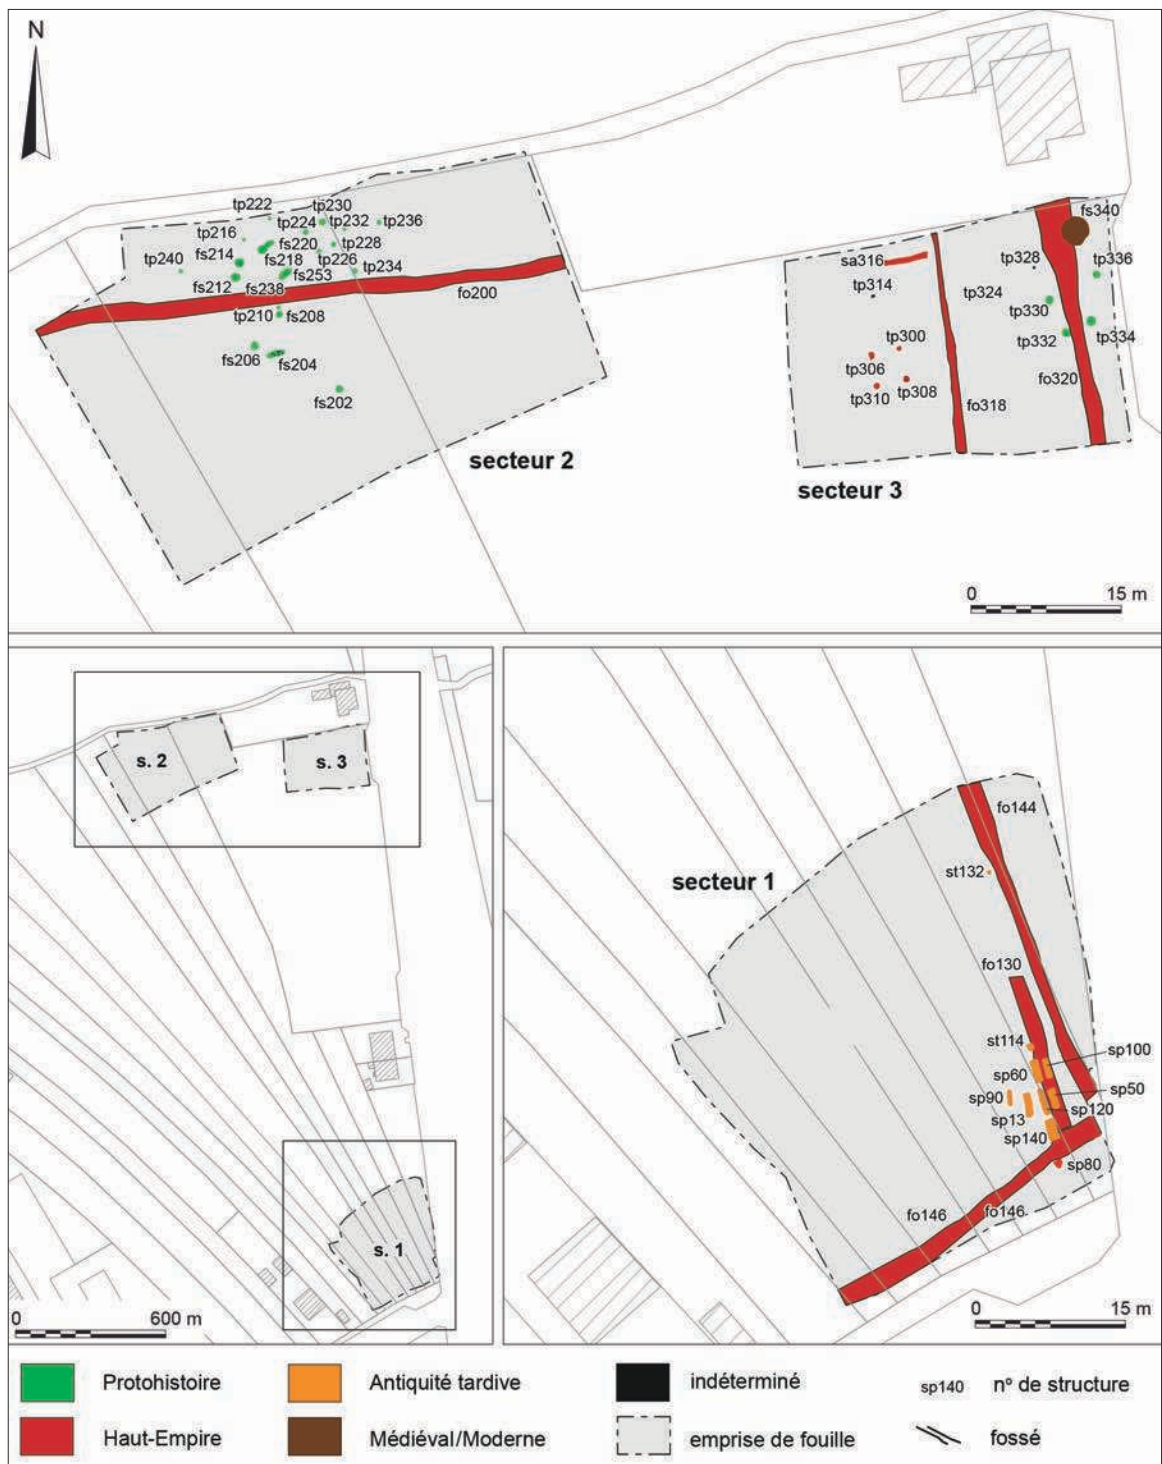 N
tp222
tp230
tp224
tp232
tp236
tp216
fs220
tp228
fs214
fs218
tp226
tp240
fs253
tp234
fs212
fs238
fo200
tp210
fs208
fs206
fs204
fs202
secteur 2
fs340
sa316
tp328
tp336
tp314
tp324
tp330
tp300
tp332
tp334
tp306
fo320
tp310
tp308
fo318
secteur 3
0 15 m
s. 2
s. 3
s. 1
0 600 m
fo144
secteur 1
st132
fo130
st114
sp100
sp60
sp90
sp50
sp13
sp120
sp140
sp80
fo146
fo146
0 15 m
Protohistoire
Antiquité tardive
indéterminé
sp140 nº de structure
Haut-Empire
Médiéval/Moderne
emprise de fouille
fossé